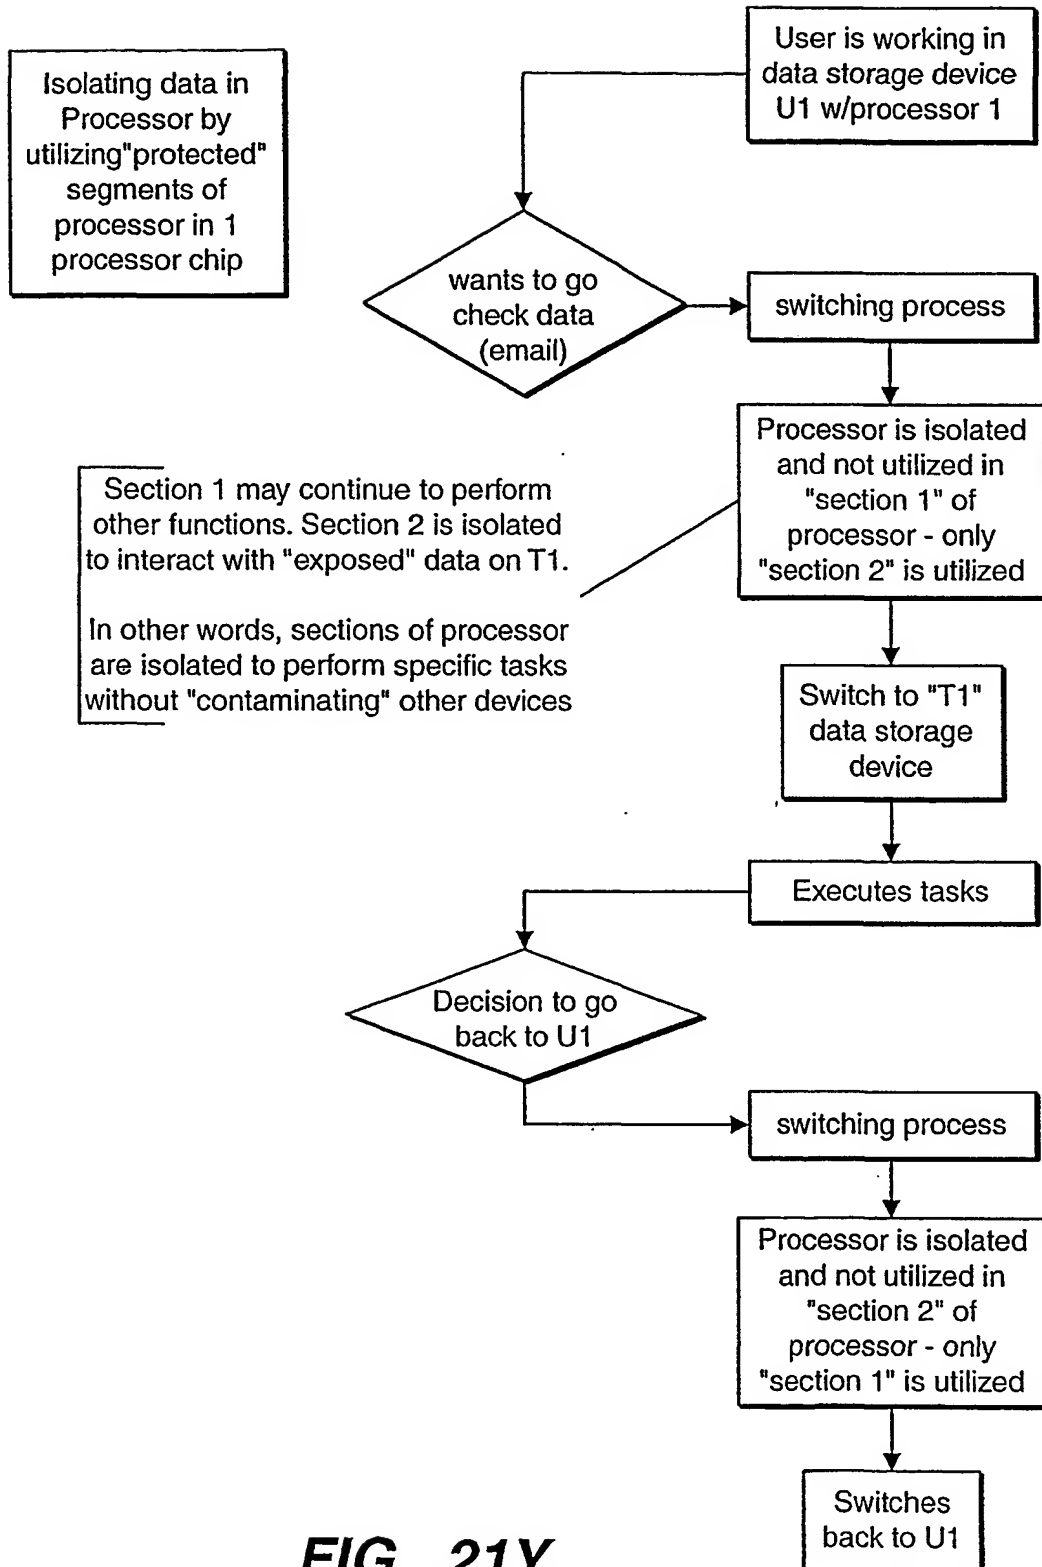 Isolating data in
Processor by
utilizing"protected"
segments of
processor in 1
processor chip
User is working in
data storage device
U1 w/processor 1
wants to go
check data
(email)
switching process
Processor is isolated
and not utilized in
"section 1" of
processor - only
"section 2" is utilized
Section 1 may continue to perform
other functions. Section 2 is isolated
to interact with "exposed" data on T1.
In other words, sections of processor
are isolated to perform specific tasks
without "contaminating" other devices
Switch to "T1"
data storage
device
Executes tasks
Decision to go
back to U1
switching process
Processor is isolated
and not utilized in
"section 2" of
processor - only
"section 1" is utilized
Switches
back to U1
FIG._21Y